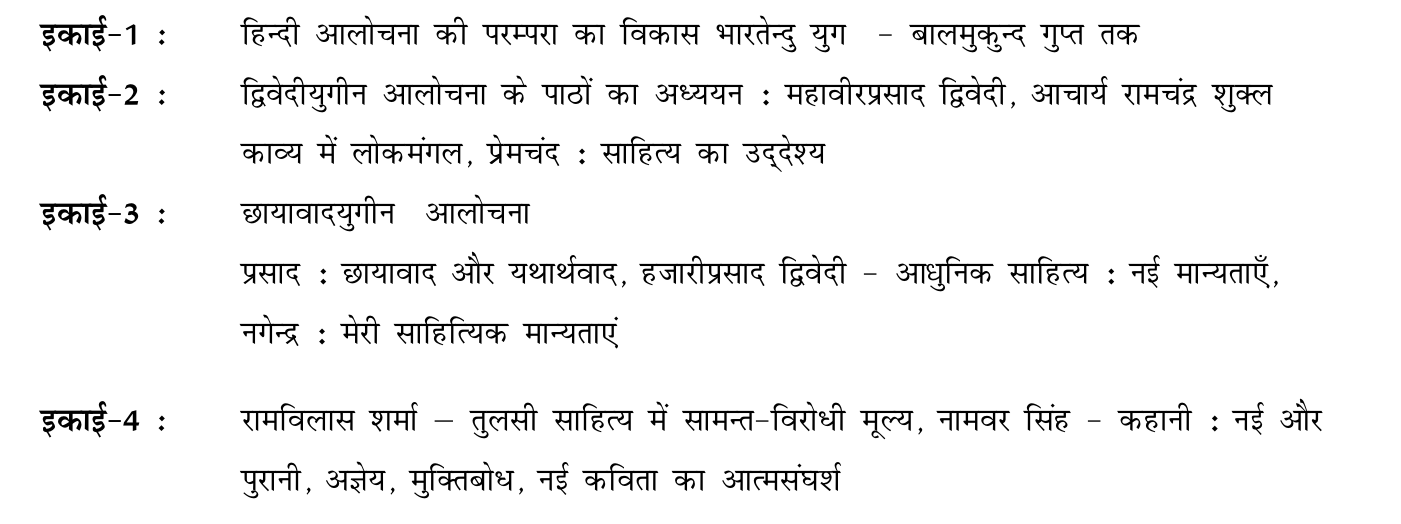 इकाई-1 : हिन्दी आलोचना की परम्परा का विकास भारतेन्दु युग - बालमुकुन्द गुप्त तक
इकाई-2 : द्विवेदीयुगीन आलोचना के पाठों का अध्ययन : महावीरप्रसाद द्विवेदी, आचार्य रामचंद्र शुक्ल
काव्य में लोकमंगल, प्रेमचंद : साहित्य का उद्देश्य
इकाई-3 : छायावादयुगीन आलोचना
प्रसाद : छायावाद और यथार्थवाद, हजारीप्रसाद द्विवेदी - आधुनिक साहित्य : नई मान्यताएँ,
नगेन्द्र : मेरी साहित्यिक मान्यताएं
इकाई-4 : रामविलास शर्मा – तुलसी साहित्य में सामन्त-विरोधी मूल्य, नामवर सिंह - कहानी : नई और
पुरानी, अज्ञेय, मुक्तिबोध, नई कविता का आत्मसंघर्श